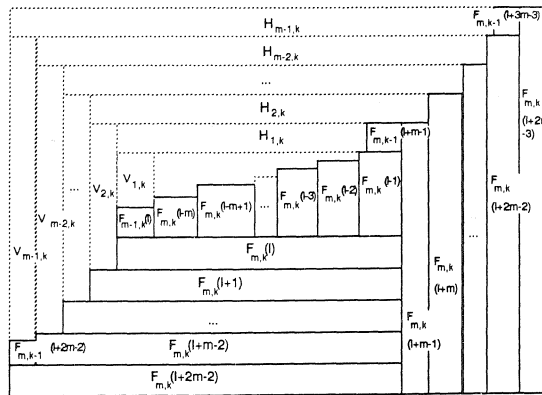 H_{m-1,k}
F_{m,k-1} (l+3m-3)
H_{m-2,k}
...
H_{2,k}
F_{m,k} (l+2m-3)
H_{1,k}
F_{m,k-1} (l+m-1)
V_{1,k}
V_{2,k}
...
V_{m-2,k}
V_{m-1,k}
F_{m-1,k}(l)
F_{m,k}(l-m)
F_{m,k}(l-m+1)
...
F_{m,k}(l-3)
F_{m,k}(l-2)
F_{m,k}(l-1)
F_{m,k} (l+2m-2)
...
F_{m,k}(l)
F_{m,k} (l+m)
F_{m,k}(l+1)
F_{m,k} (l+m-1)
...
F_{m,k}(l+m-2)
F_{m,k-1} (l+2m-2)
F_{m,k}(l+2m-2)